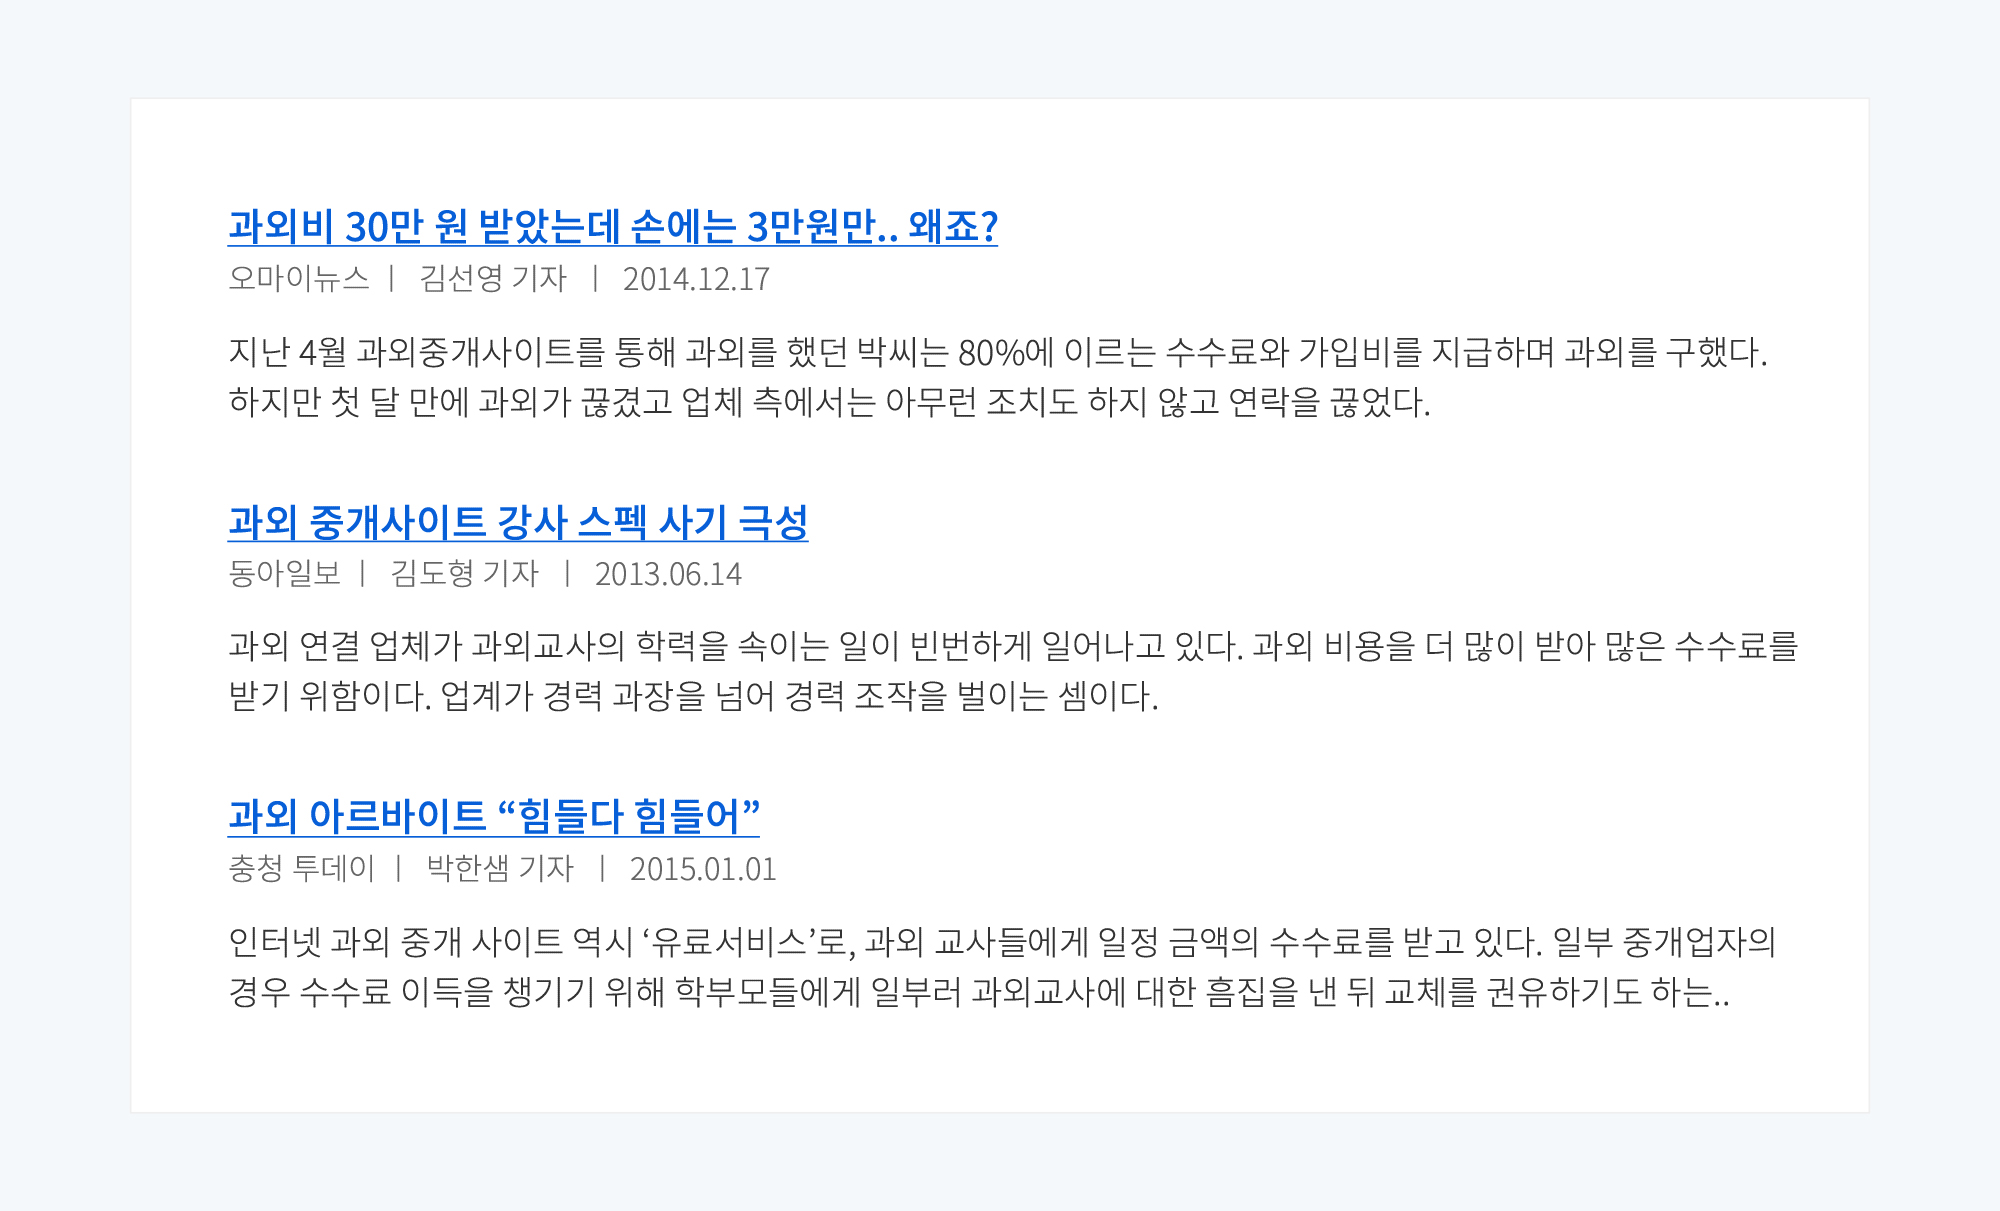 과외비 30만 원 받았는데 손에는 3만원만.. 왜죠?
오마이뉴스 ㅣ 김선영 기자 ㅣ 2014.12.17
지난 4월 과외중개사이트를 통해 과외를 했던 박씨는 80%에 이르는 수수료와 가입비를 지급하며 과외를 구했다.
하지만 첫 달 만에 과외가 끊겼고 업체 측에서는 아무런 조치도 하지 않고 연락을 끊었다.
과외 중개사이트 강사 스펙 사기 극성
동아일보 ㅣ 김도형 기자 ㅣ 2013.06.14
과외 연결 업체가 과외교사의 학력을 속이는 일이 빈번하게 일어나고 있다. 과외 비용을 더 많이 받아 많은 수수료를
받기 위함이다. 업계가 경력 과장을 넘어 경력 조작을 벌이는 셈이다.
과외 아르바이트 “힘들다 힘들어”
충청 투데이 ㅣ 박한샘 기자 ㅣ 2015.01.01
인터넷 과외 중개 사이트 역시 ‘유료서비스’로, 과외 교사들에게 일정 금액의 수수료를 받고 있다. 일부 중개업자의
경우 수수료 이득을 챙기기 위해 학부모들에게 일부러 과외교사에 대한 흠집을 낸 뒤 교체를 권유하기도 하는..